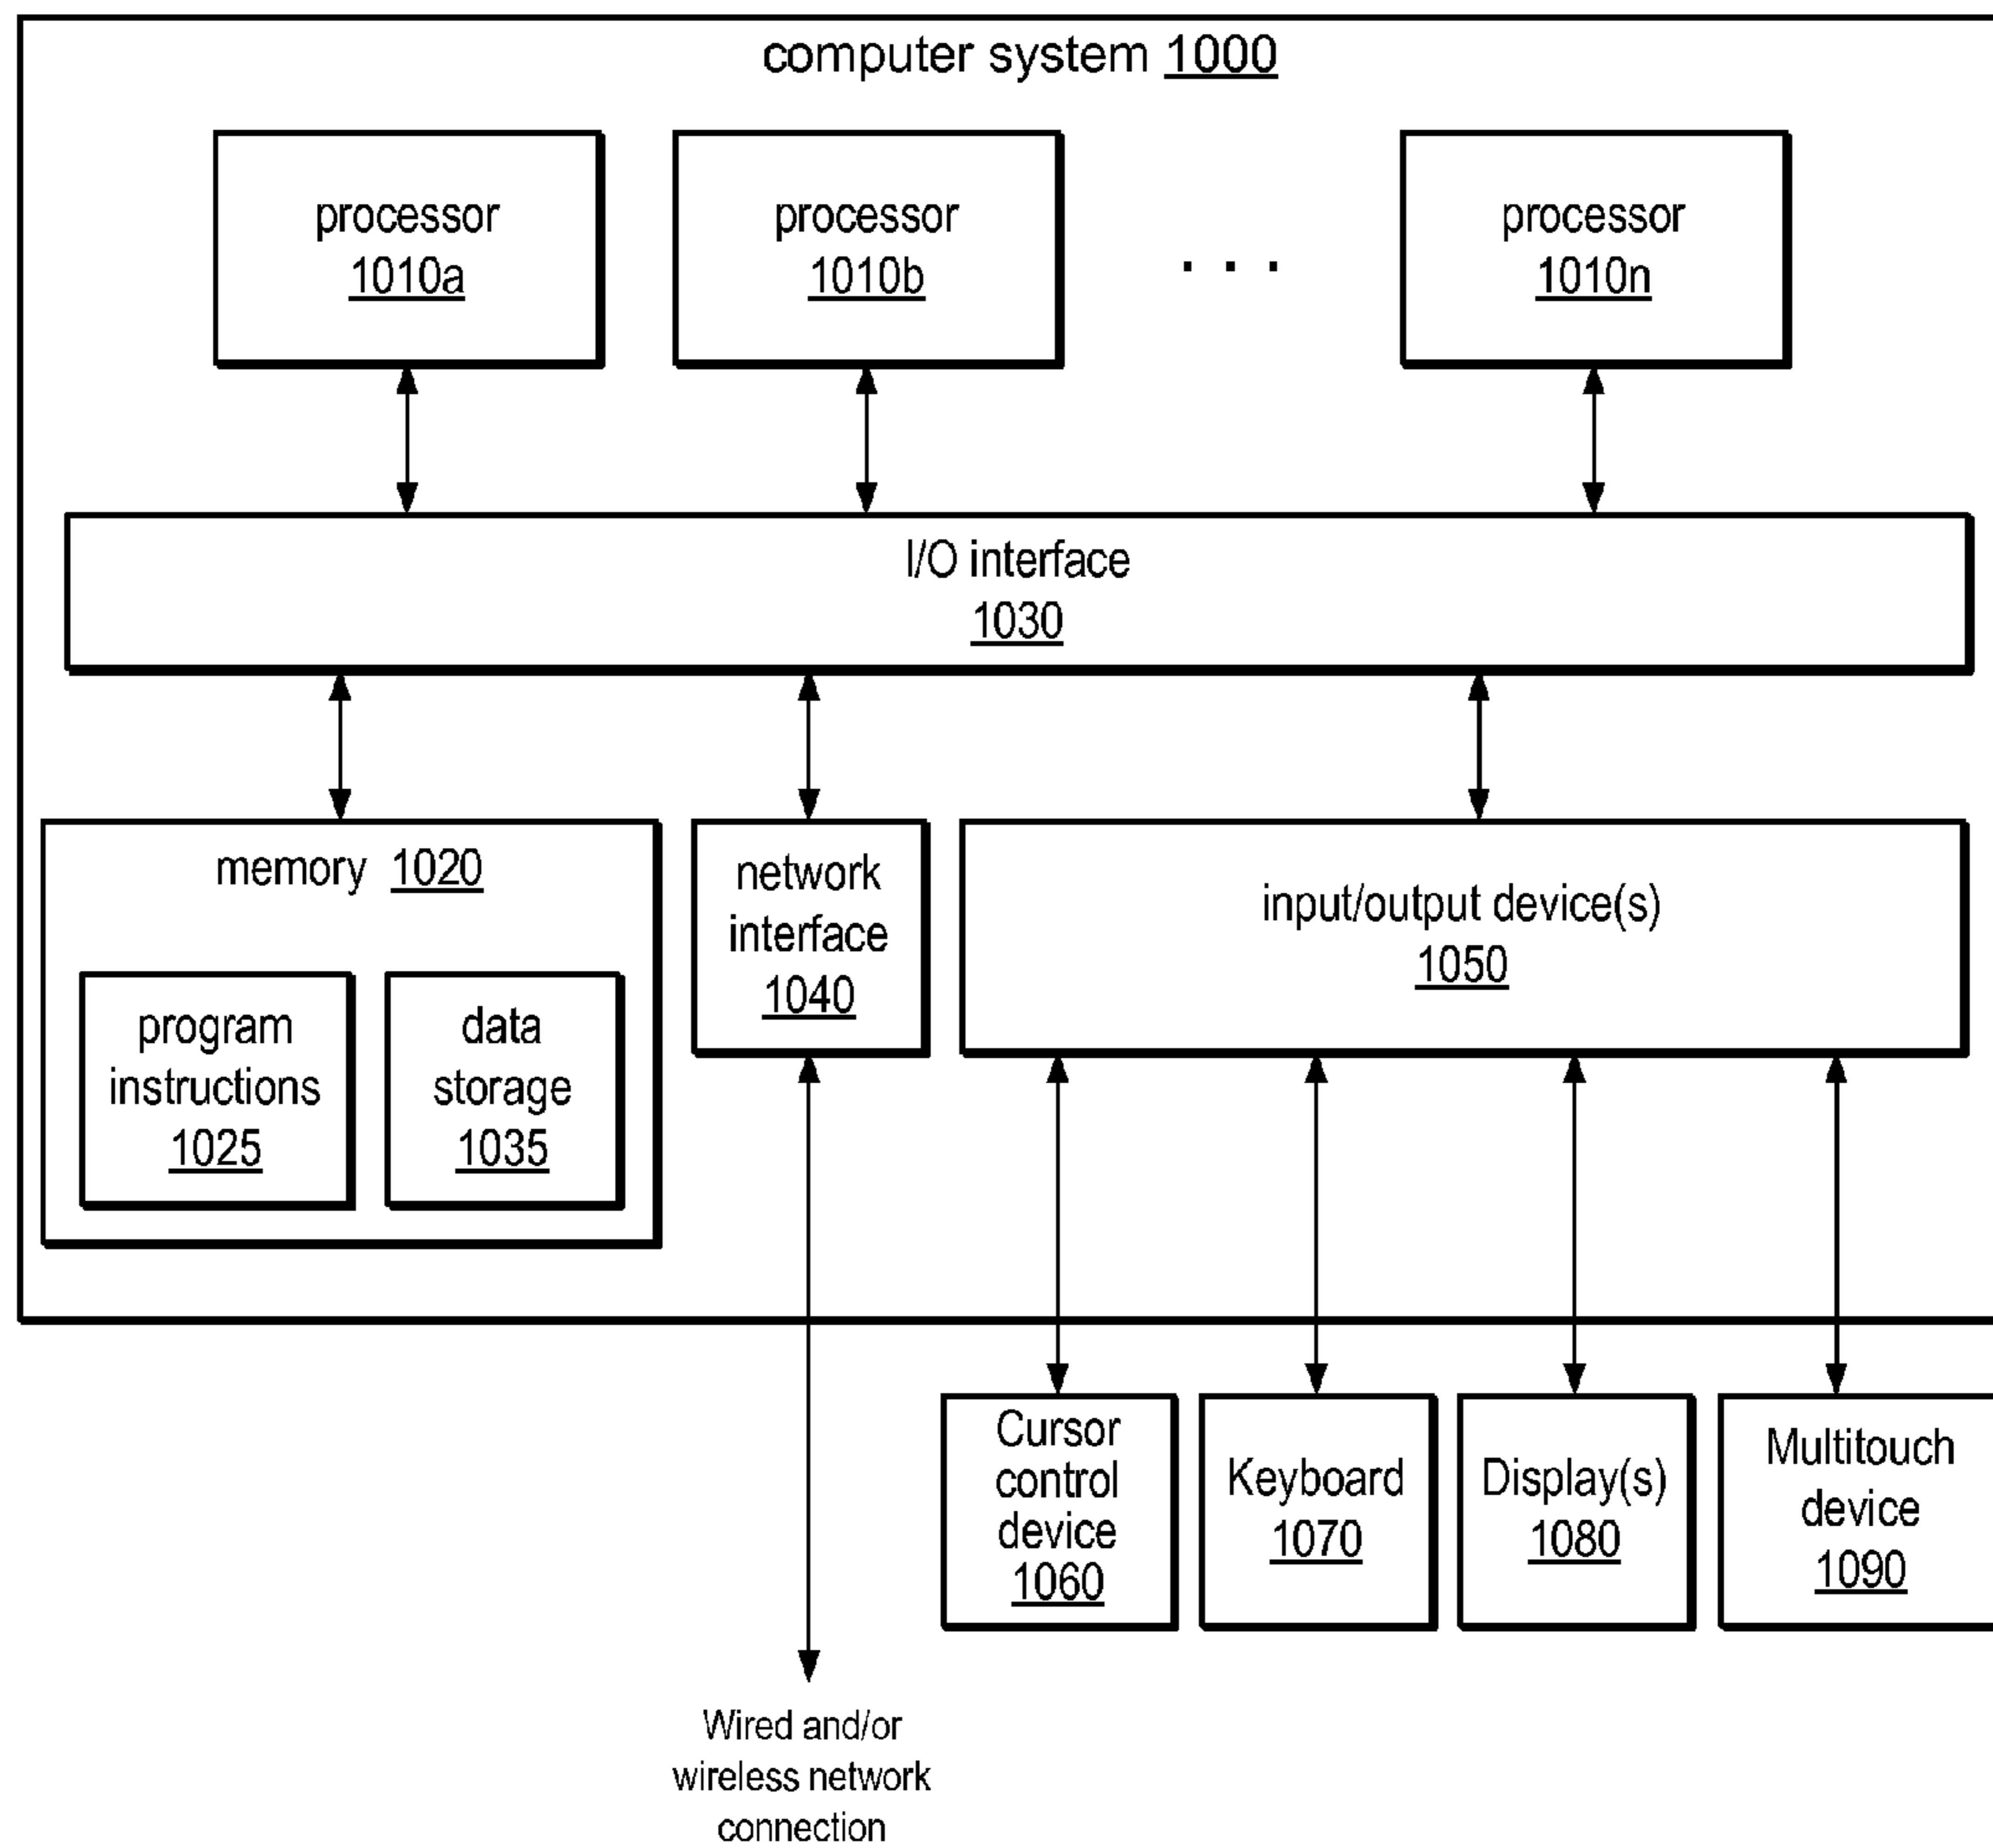 computer system 1000
processor
1010a
processor
1010b
. . .
processor
1010n
I/O interface
1030
memory 1020
program
instructions
1025
data
storage
1035
network
interface
1040
input/output device(s)
1050
Cursor
control
device
1060
Keyboard
1070
Display(s)
1080
Multitouch
device
1090
Wired and/or
wireless network
connection